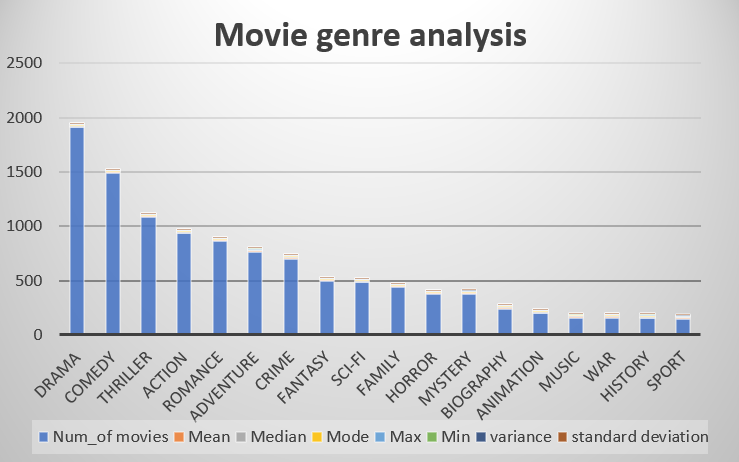 Movie genre analysis
2500
2000
1500
1000
500
0
DRAMA
COMEDY
THRILLER
ACTION
ROMANCE
ADVENTURE
CRIME
FANTASY
SCI-FI
FAMILY
HORROR
MYSTERY
BIOGRAPHY
ANIMATION
MUSIC
WAR
HISTORY
SPORT
Num_of movies Mean Median Mode Max Min variance standard deviation